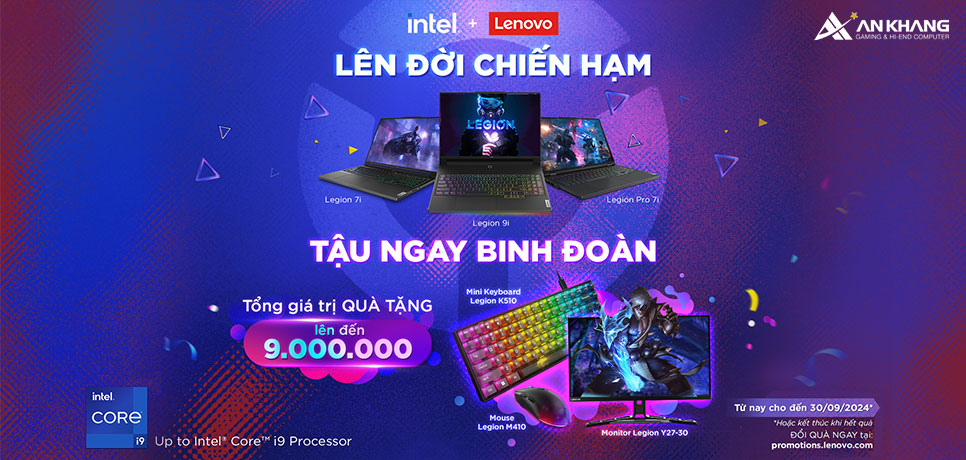 intel. + Lenovo
AN KHANG
GAMING & HI-END COMPUTER
LÊN ĐỜI CHIẾN HẠM
LEGION
Legion 7i
Legion 9i
Legion Pro 7i
TẬU NGAY BINH ĐOÀN
Tổng giá trị QUÀ TẶNG
lên đến
9.000.000
Mini Keyboard
Legion K510
Mouse
Legion M410
Monitor Legion Y27-30
intel.
CORE
i9
Up to Intel® Core™ i9 Processor
Từ nay cho đến 30/09/2024*
*Hoặc kết thúc khi hết quà
ĐỔI QUÀ NGAY tại:
promotions.lenovo.com